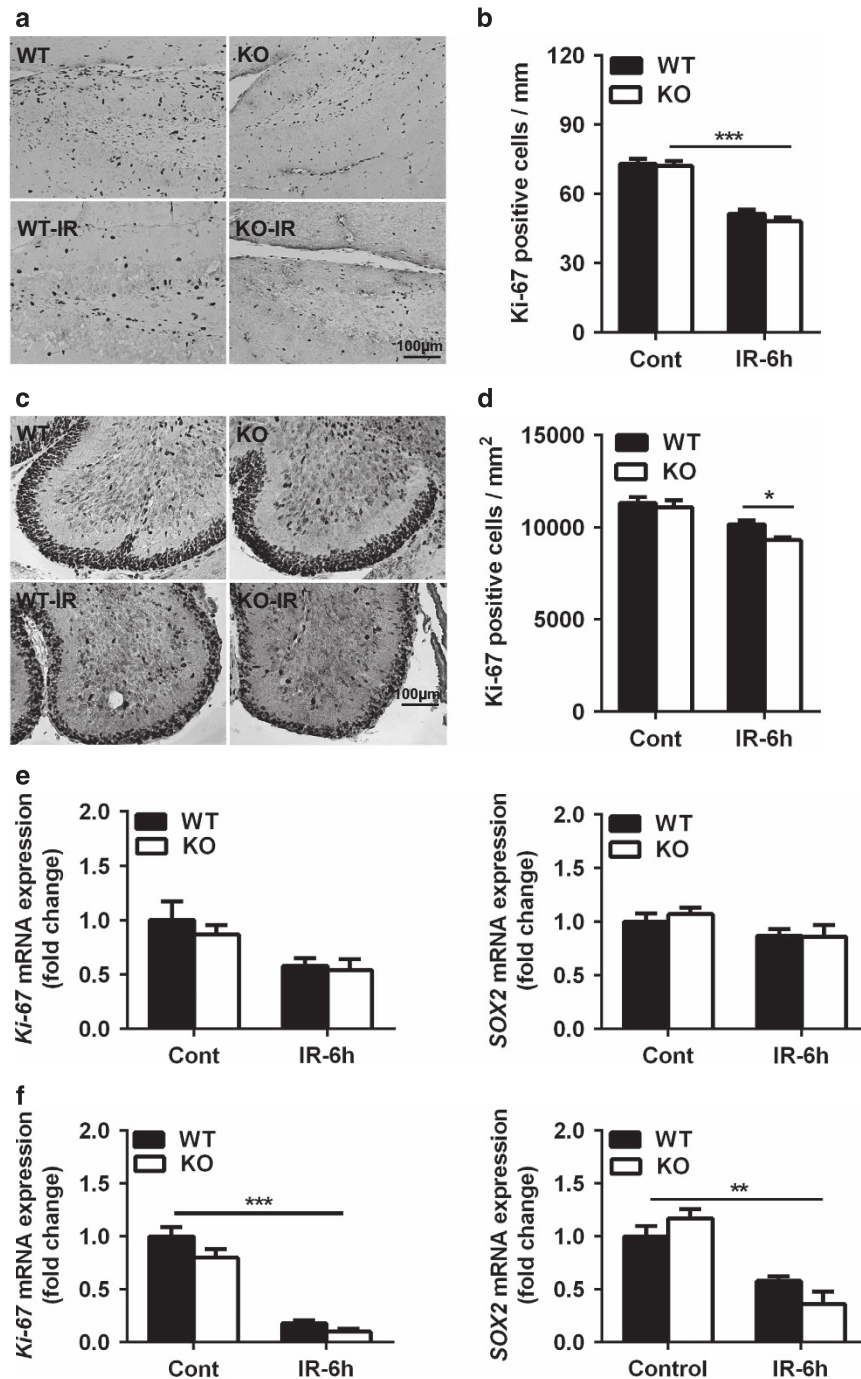 a
WT
KO
WT-IR
KO-IR
100µm
b
Ki-67 positive cells / mm
120
90
60
30
0
WT
KO
***
Cont
IR-6h
c
WT
KO
WT-IR
KO-IR
100µm
d
Ki-67 positive cells / mm²
15000
10000
5000
0
WT
KO
*
Cont
IR-6h
e
Ki-67 mRNA expression
(fold change)
2.0
1.5
1.0
0.5
0.0
WT
KO
Cont
IR-6h
SOX2 mRNA expression
(fold change)
2.0
1.5
1.0
0.5
0.0
WT
KO
Cont
IR-6h
f
Ki-67 mRNA expression
(fold change)
2.0
1.5
1.0
0.5
0.0
WT
KO
***
Cont
IR-6h
SOX2 mRNA expression
(fold change)
2.0
1.5
1.0
0.5
0.0
WT
KO
**
Control
IR-6h